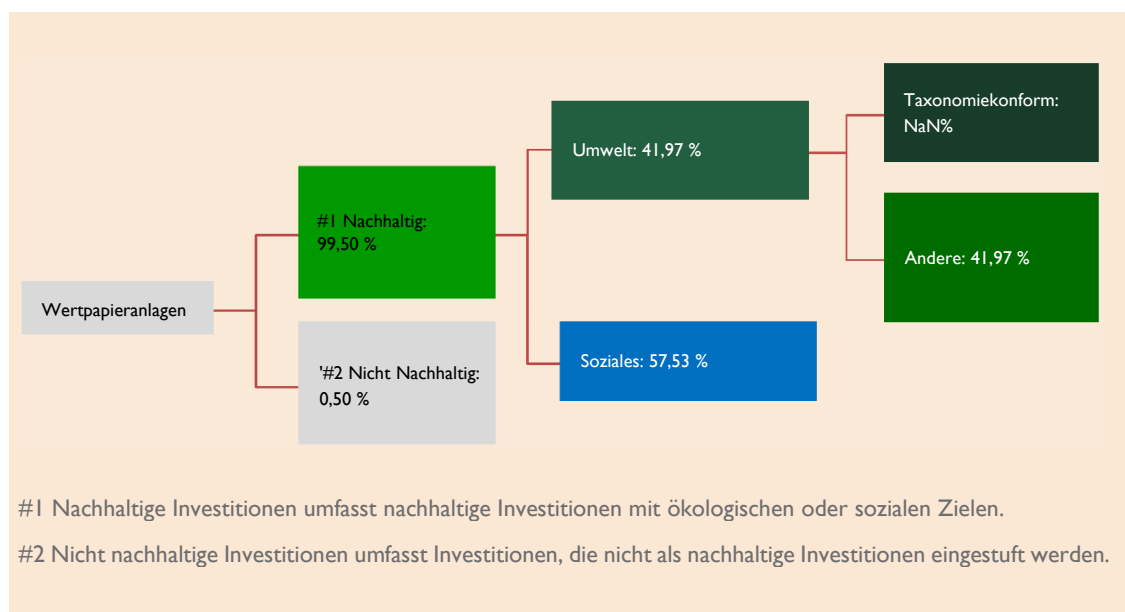 Wertpapieranlagen
#1 Nachhaltig:
99,50 %
'#2 Nicht Nachhaltig:
0,50 %
Umwelt: 41,97 %
Soziales: 57,53 %
Taxonomiekonform:
NaN%
Andere: 41,97 %
#1 Nachhaltige Investitionen umfasst nachhaltige Investitionen mit ökologischen oder sozialen Zielen.
#2 Nicht nachhaltige Investitionen umfasst Investitionen, die nicht als nachhaltige Investitionen eingestuft werden.